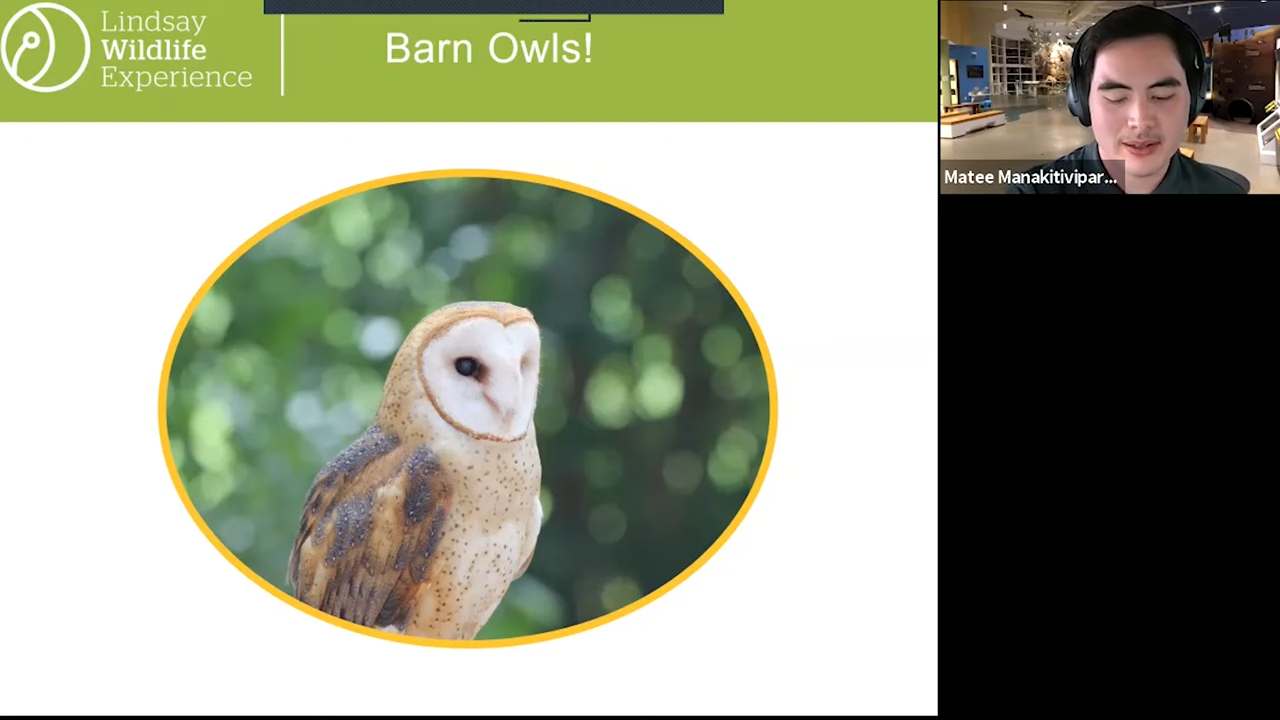 Lindsay
Wildlife
Experience
Barn Owls!
Matee Manakitivipar...